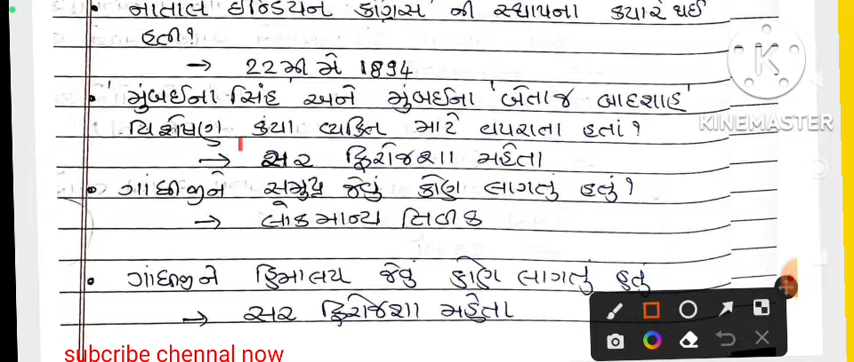 નાતાલ ઇન્ડિયન કોંગ્રેસ ની સ્થાપના ક્યારે થઈ
હતી?
→ 22મી મે 1894
' મુંબઈના સિંહ' અને મુંબઈના 'બેતાજ બાદશાહ'
વિશેષણ કયા વ્યક્તિ માટે વપરાતા હતાં?
→ સર ફિરોજશા મહેતા
ગાંધીજીને સમુદ્ર જેવું કોણ લાગતું હતું?
→ લોકમાન્ય તિલક
ગાંધીજીને હિમાલય જેવું કોણ લાગતું હતું
→ સર ફિરોજશા મહેતા
KINEMASTER
subcribe chennal now